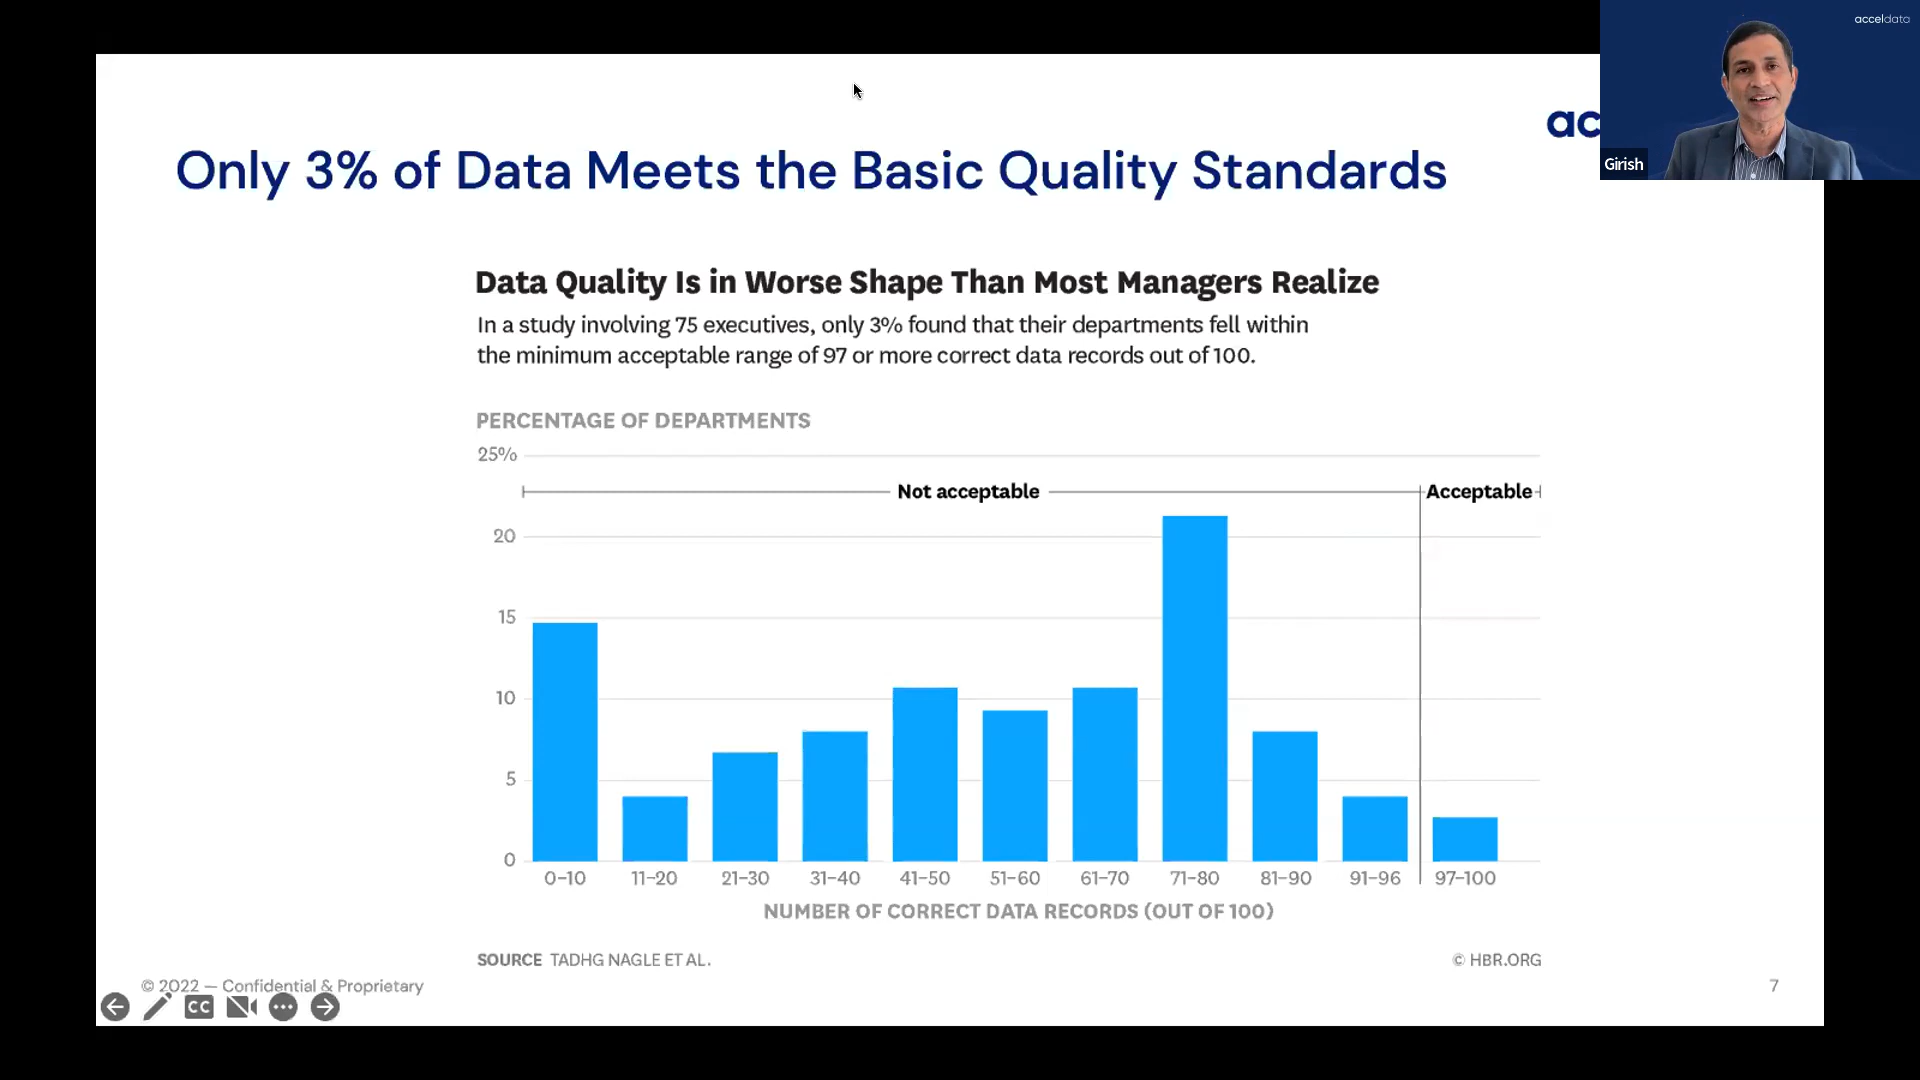 acceldata
ac
Girish
Only 3% of Data Meets the Basic Quality Standards
Data Quality Is in Worse Shape Than Most Managers Realize
In a study involving 75 executives, only 3% found that their departments fell within
the minimum acceptable range of 97 or more correct data records out of 100.
PERCENTAGE OF DEPARTMENTS
25%
Not acceptable Acceptable
20
15
10
5
0
0–10 11–20 21–30 31–40 41–50 51–60 61–70 71–80 81–90 91–96 97–100
NUMBER OF CORRECT DATA RECORDS (OUT OF 100)
SOURCE TADHG NAGLE ET AL. © HBR.ORG
© 2022 — Confidential & Proprietary 7
CC